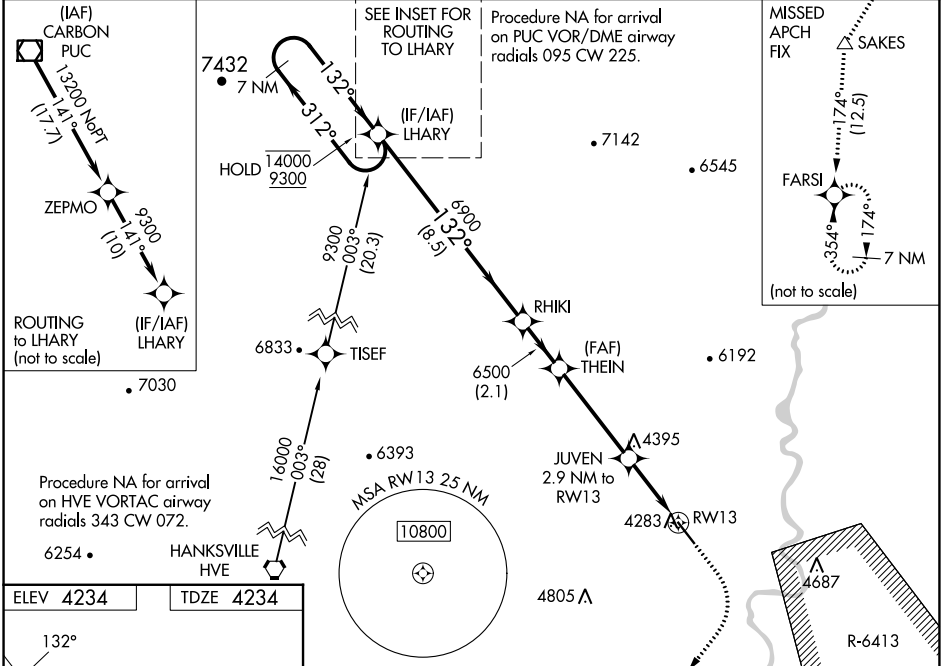 (IAF)
CARBON
PUC
13200 NoPT
141°
(17.7)
ZEPMO
9300
141°
(10)
(IF/IAF)
LHARY
ROUTING
to LHARY
(not to scale)
7432
7 NM
132°
312°
HOLD
14000
9300
SEE INSET FOR
ROUTING
TO LHARY
(IF/IAF)
LHARY
Procedure NA for arrival
on PUC VOR/DME airway
radials 095 CW 225.
7142
6545
MISSED
APCH
FIX
SAKES
174°
(12.5)
FARSI
354°
174°
7 NM
(not to scale)
6900
132°
(8.5)
9300
003°
(20.3)
RHIKI
6833
TISEF
6500
(2.1)
(FAF)
THEIN
6192
7030
16000
003°
(28)
6393
4395
JUVEN
2.9 NM to
RW13
4283
RW13
Procedure NA for arrival
on HVE VORTAC airway
radials 343 CW 072.
6254
HANKSVILLE
HVE
MSA RW13 25 NM
10800
4805
4687
R-6413
ELEV 4234
TDZE 4234
132°